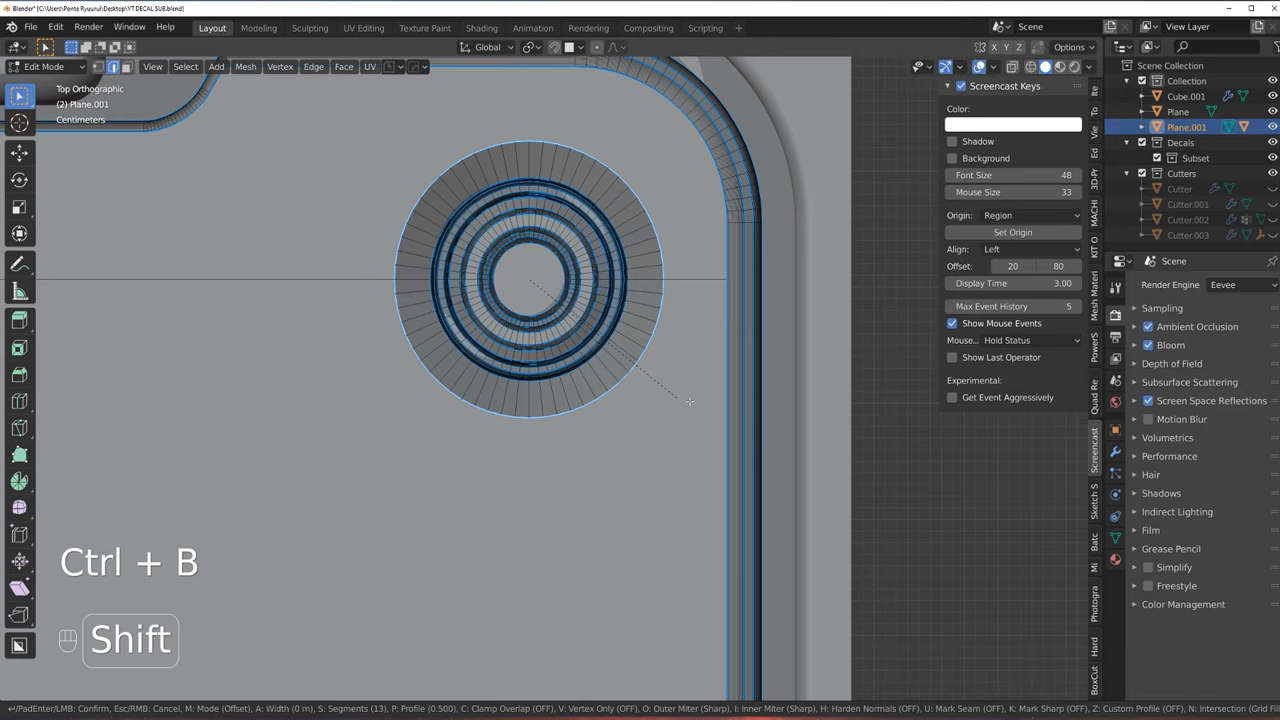 Blender* [C:\Users\Ponte Ryuurui\Desktop\YT DECAL SUB.blend]
File Edit Render Window Help Layout Modeling Sculpting UV Editing Texture Paint Shading Animation Rendering Compositing Scripting Scene View Layer
Global X Y Z Options
Edit Mode View Select Add Mesh Vertex Edge Face UV
Top Orthographic
(2) Plane.001
Centimeters
Screencast Keys
Color:
Shadow
Background
Font Size 48
Mouse Size 33
Origin: Region
Set Origin
Align: Left
Offset: 20 80
Display Time 3.00
Max Event History 5
Show Mouse Events
Mouse... Hold Status
Show Last Operator
Experimental:
Get Event Aggressively
Ite
To
Vie
Ed
3D-Pr
MACHI
KIT O
Mesh Materi
PowerS
Quad Re
Screencast
Sketch S
Batc
Mi
Photogra
Hard
BoxCut
Scene Collection
Collection
Cube.001
Plane
Plane.001
Decals
Subset
Cutters
Cutter
Cutter.001
Cutter.002
Cutter.003
Scene
Render Engine Eevee
Sampling
Ambient Occlusion
Bloom
Depth of Field
Subsurface Scattering
Screen Space Reflections
Motion Blur
Volumetrics
Performance
Hair
Shadows
Indirect Lighting
Film
Grease Pencil
Simplify
Freestyle
Color Management
Ctrl + B
Shift
↵/PadEnter/LMB: Confirm, Esc/RMB: Cancel, M: Mode (Offset), A: Width (0 m), S: Segments (13), P: Profile (0.500), C: Clamp Overlap (OFF), V: Vertex Only (OFF), O: Outer Miter (Sharp), I: Inner Miter (Sharp), H: Harden Normals (OFF), U: Mark Seam (OFF), K: Mark Sharp (OFF), Z: Custom Profile (OFF), N: Intersection (Grid Fil